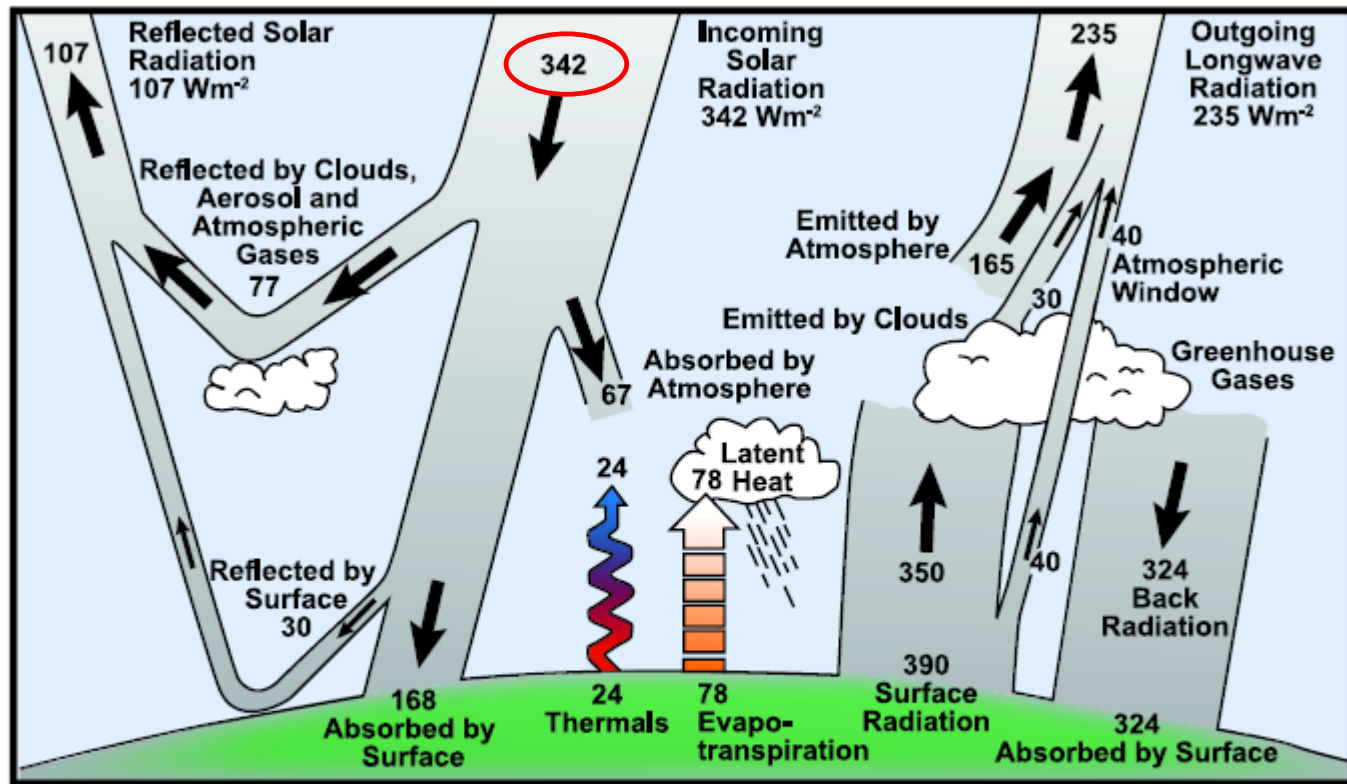 107
Reflected Solar
Radiation
107 Wm⁻²
342
Incoming
Solar
Radiation
342 Wm⁻²
235
Outgoing
Longwave
Radiation
235 Wm⁻²
Reflected by Clouds,
Aerosol and
Atmospheric
Gases
77
Emitted by
Atmosphere
165
40
Atmospheric
Window
30
Emitted by Clouds
Greenhouse
Gases
Absorbed by
Atmosphere
67
24
78
Latent
Heat
Reflected by
Surface
30
350
40
324
Back
Radiation
168
Absorbed by
Surface
24
Thermals
78
Evapo-
transpiration
390
Surface
Radiation
324
Absorbed by Surface